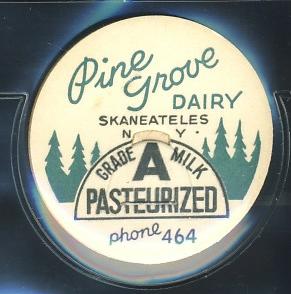 Pine Grove
DAIRY
SKANEATELES
N. Y.
GRADE A MILK
PASTEURIZED
phone 464